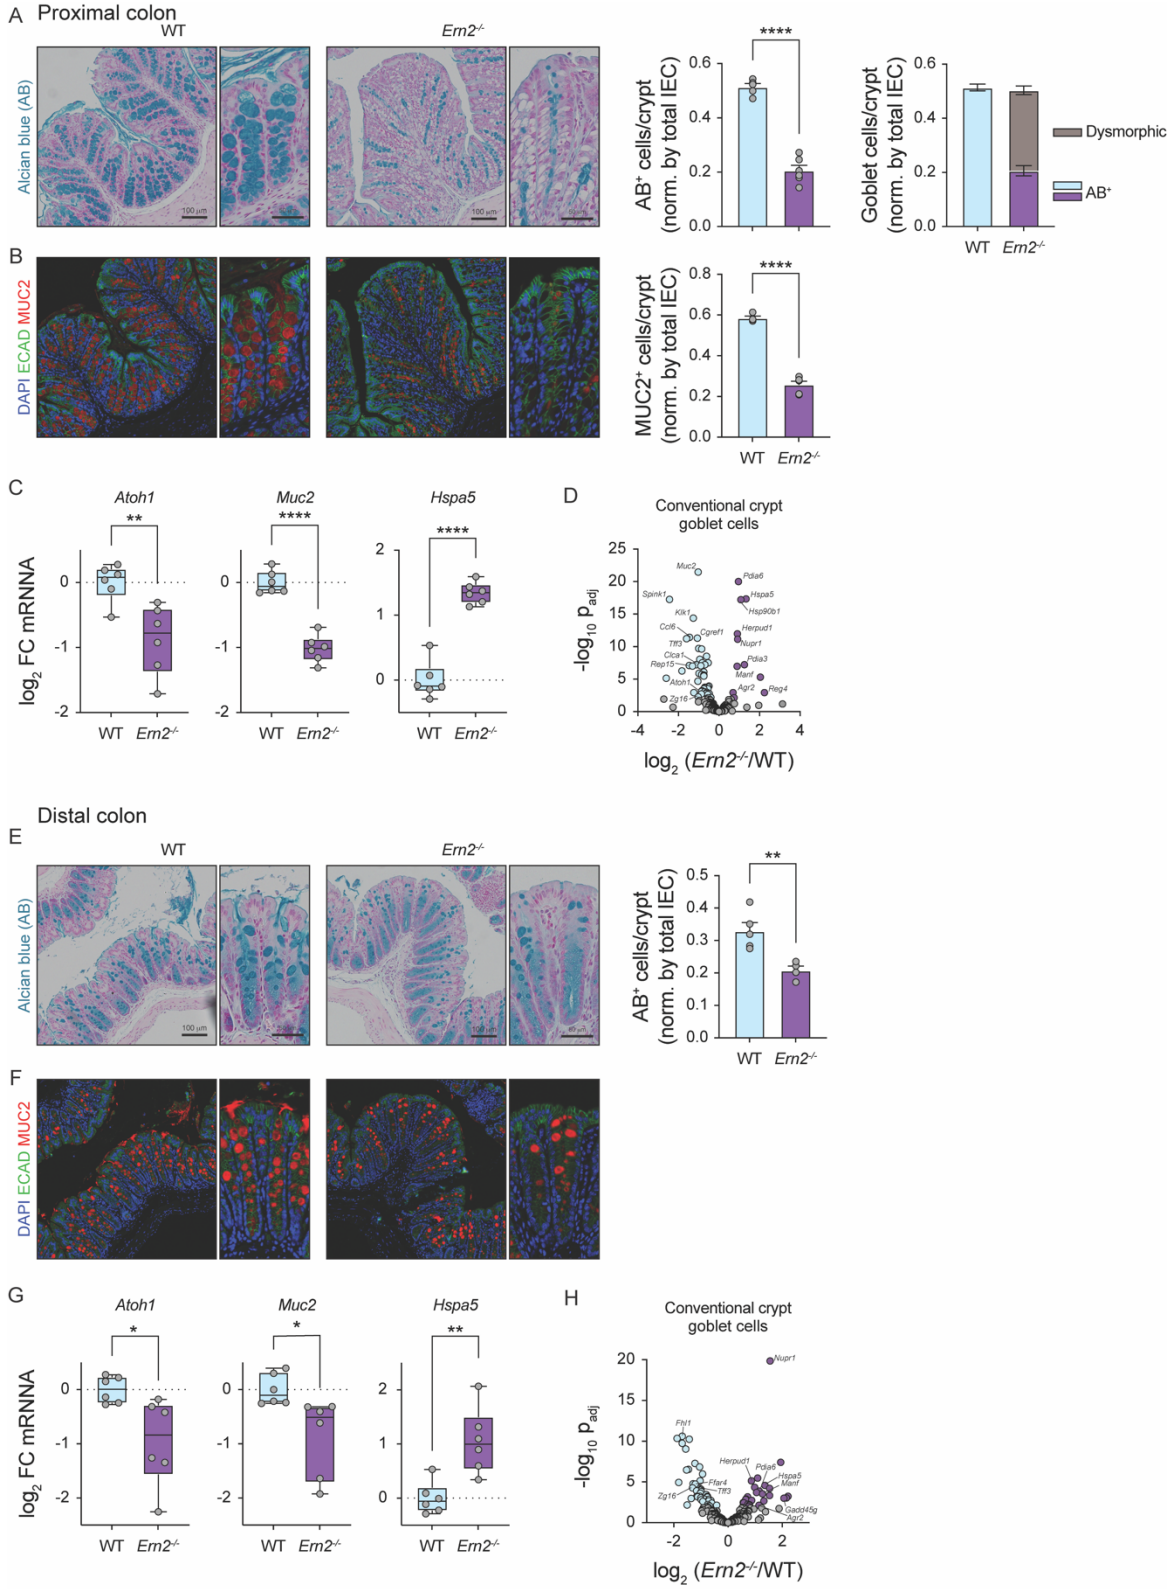 A Proximal colon
WT
Ern2-/-
Alcian blue (AB)
100 μm
100 μm
AB+ cells/crypt
(norm. by total IEC)
0.6
0.4
0.2
0.0
****
Goblet cells/crypt
(norm. by total IEC)
0.6
0.4
0.2
0.0
WT Ern2-/-
Dysmorphic
AB+
B
DAPI ECAD MUC2
MUC2+ cells/crypt
(norm. by total IEC)
0.8
0.6
0.4
0.2
0.0
****
WT Ern2-/-
C
log2 FC mRNA
Atoh1
**
0
-1
-2
WT Ern2-/-
Muc2
****
0
-1
-2
WT Ern2-/-
Hspa5
****
2
1
0
WT Ern2-/-
D
Conventional crypt
goblet cells
-log10 padj
25
20
15
10
5
0
-4 -2 0 2 4
log2 (Ern2-/-/WT)
Muc2
Spink1
Klk1
Ccl6
Tff3
Cgref1
Clca1
Rep15
Atoh1
Zg16
Pdia6
Hspa5
Hsp90b1
Herpud1
Nupr1
Pdia3
Manf
Agr2
Reg4
Distal colon
E
WT
Ern2-/-
Alcian blue (AB)
100 μm
AB+ cells/crypt
(norm. by total IEC)
0.5
0.4
0.3
0.2
0.1
0.0
**
WT Ern2-/-
F
DAPI ECAD MUC2
G
log2 FC mRNA
Atoh1
*
0
-1
-2
WT Ern2-/-
Muc2
*
0
-1
-2
WT Ern2-/-
Hspa5
**
2
1
0
WT Ern2-/-
H
Conventional crypt
goblet cells
-log10 padj
20
15
10
5
0
-2 0 2
log2 (Ern2-/-/WT)
Nupr1
Fhl1
Ffar4
Tff3
Zg16
Herpud1
Pdia6
Hspa5
Manf
Gadd45g
Agr2